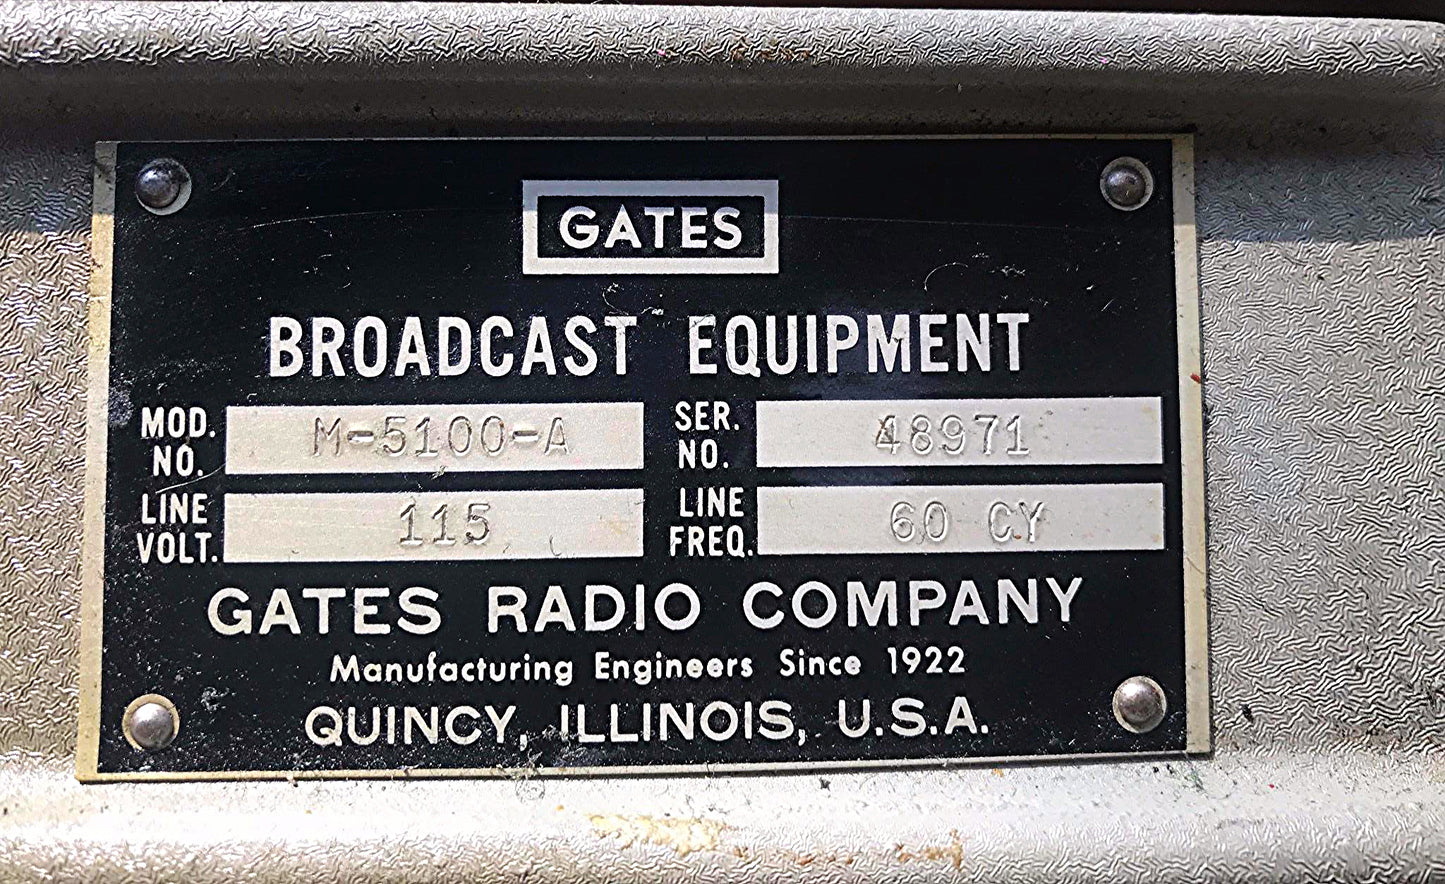 GATES
BROADCAST EQUIPMENT
MOD. NO. M-5100-A SER. NO. 48971
LINE VOLT. 115 LINE FREQ. 60 CY
GATES RADIO COMPANY
Manufacturing Engineers Since 1922
QUINCY, ILLINOIS, U.S.A.